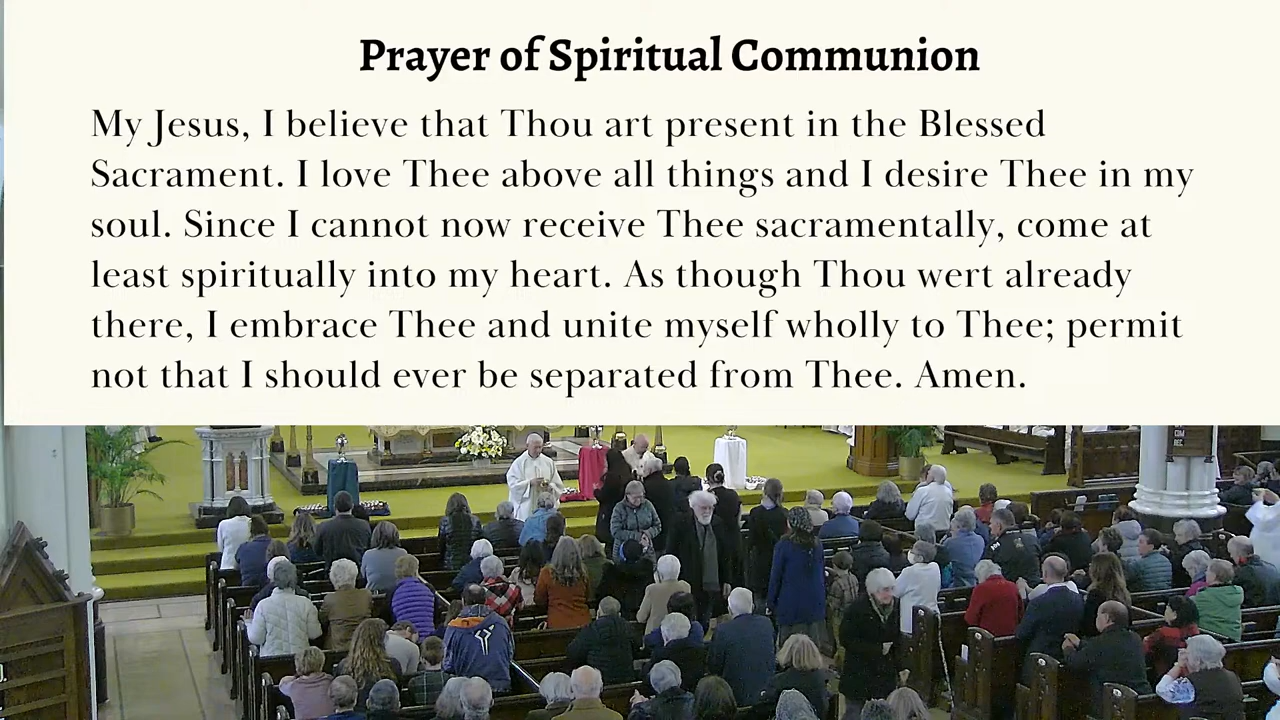 Prayer of Spiritual Communion
My Jesus, I believe that Thou art present in the Blessed
Sacrament. I love Thee above all things and I desire Thee in my
soul. Since I cannot now receive Thee sacramentally, come at
least spiritually into my heart. As though Thou wert already
there, I embrace Thee and unite myself wholly to Thee; permit
not that I should ever be separated from Thee. Amen.